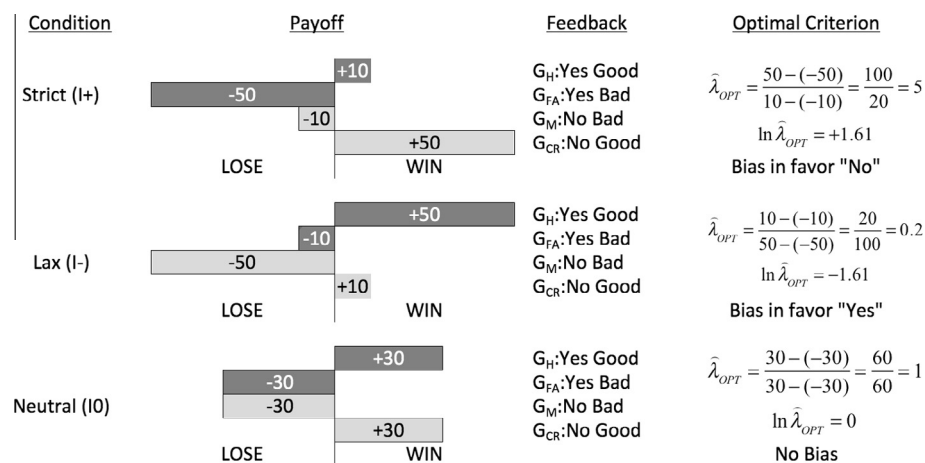 Condition Payoff Feedback Optimal Criterion
Strict (I+)
+10
-50
-10
+50
LOSE WIN
G_H:Yes Good
G_FA:Yes Bad
G_M:No Bad
G_CR:No Good
λ̂_OPT = 50−(−50)/10−(−10) = 100/20 = 5
ln λ̂_OPT = +1.61
Bias in favor "No"
Lax (I-)
+50
-10
-50
+10
LOSE WIN
G_H:Yes Good
G_FA:Yes Bad
G_M:No Bad
G_CR:No Good
λ̂_OPT = 10−(−10)/50−(−50) = 20/100 = 0.2
ln λ̂_OPT = −1.61
Bias in favor "Yes"
Neutral (I0)
+30
-30
-30
+30
LOSE WIN
G_H:Yes Good
G_FA:Yes Bad
G_M:No Bad
G_CR:No Good
λ̂_OPT = 30−(−30)/30−(−30) = 60/60 = 1
ln λ̂_OPT = 0
No Bias